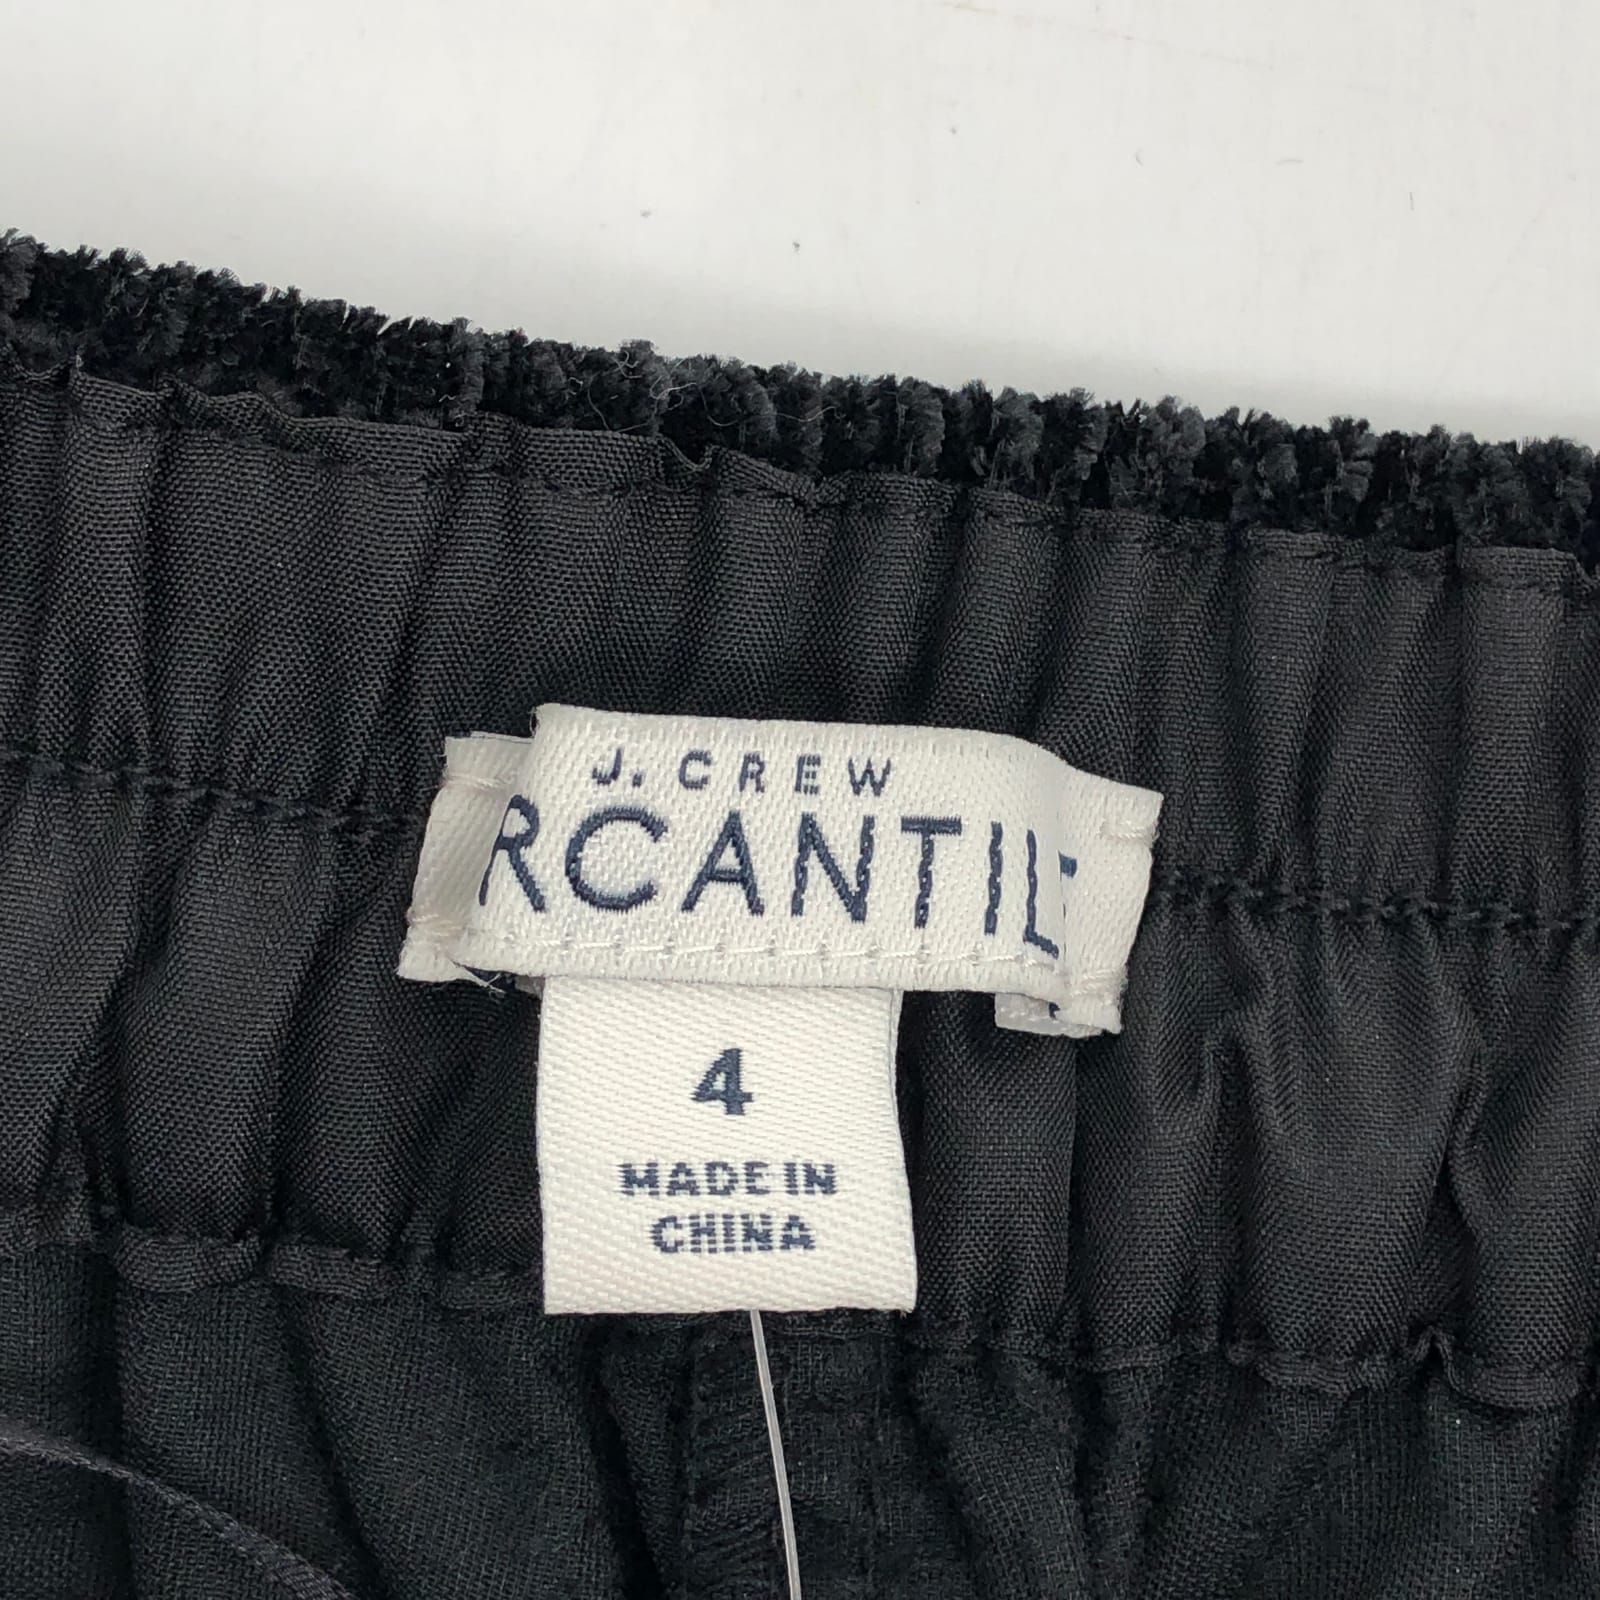 J. CREW
RCANTIL
4
MADE IN
CHINA